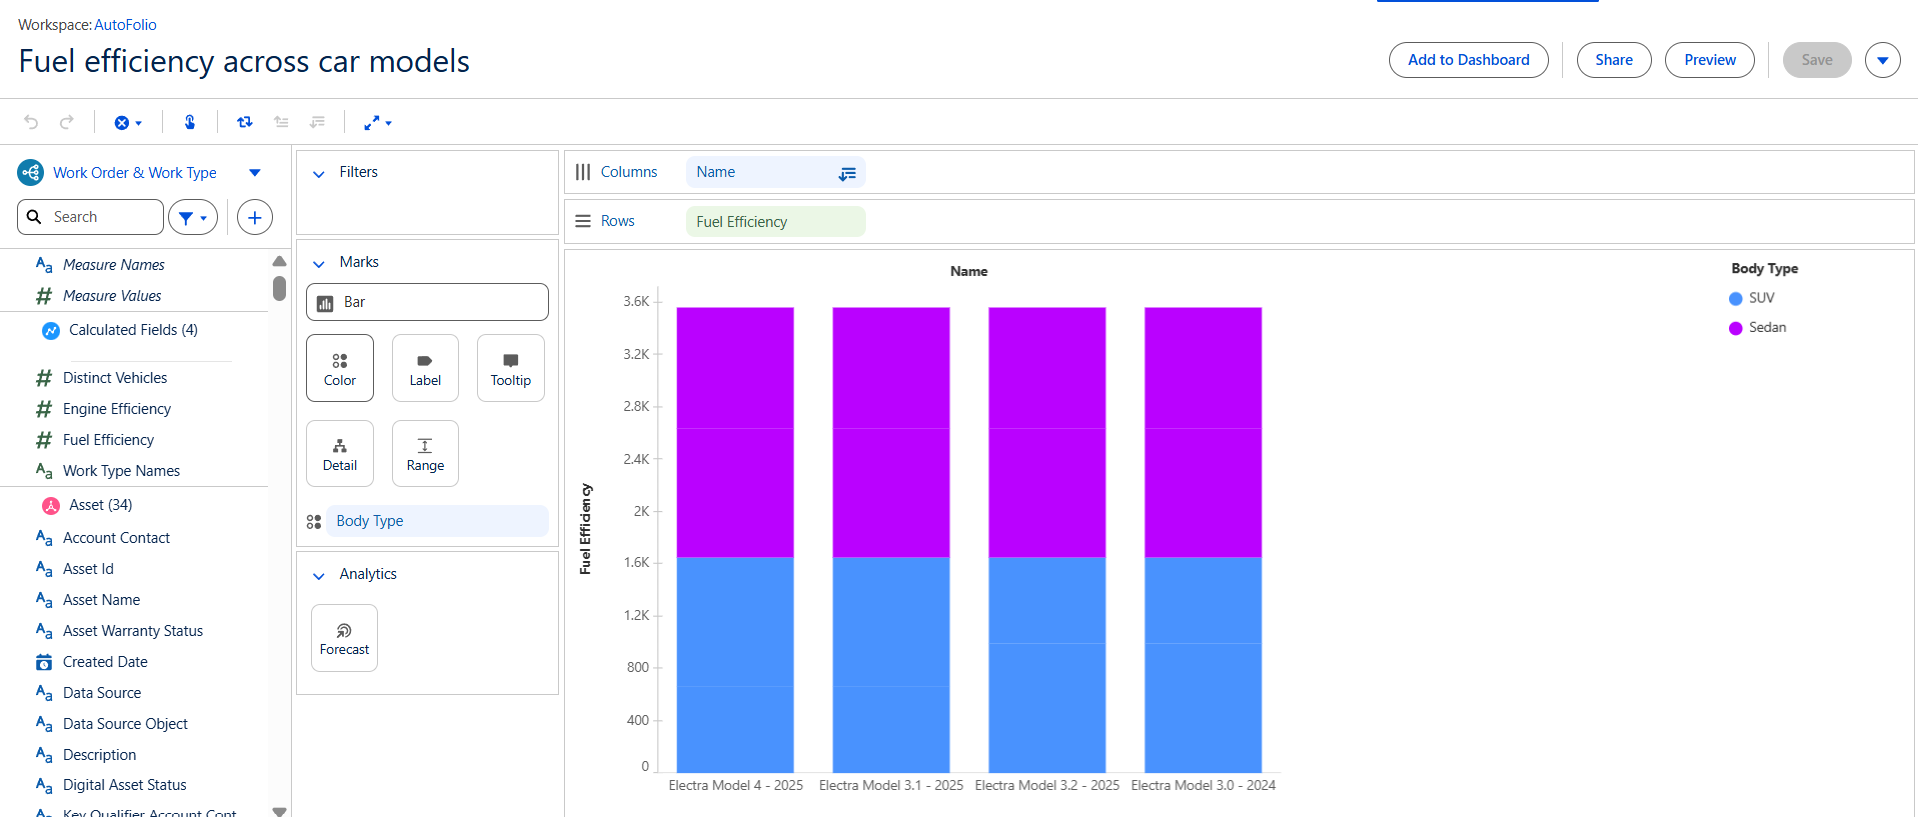 Workspace: AutoFolio
Fuel efficiency across car models
Add to Dashboard
Share
Preview
Save
Work Order & Work Type
Search
Measure Names
Measure Values
Calculated Fields (4)
Distinct Vehicles
Engine Efficiency
Fuel Efficiency
Work Type Names
Asset (34)
Account Contact
Asset Id
Asset Name
Asset Warranty Status
Created Date
Data Source
Data Source Object
Description
Digital Asset Status
Key Qualifier Account Cont
Filters
Marks
Bar
Color
Label
Tooltip
Detail
Range
Body Type
Analytics
Forecast
Columns
Name
Rows
Fuel Efficiency
Name
Fuel Efficiency
3.6K
3.2K
2.8K
2.4K
2K
1.6K
1.2K
800
400
0
Electra Model 4 - 2025
Electra Model 3.1 - 2025
Electra Model 3.2 - 2025
Electra Model 3.0 - 2024
Body Type
SUV
Sedan